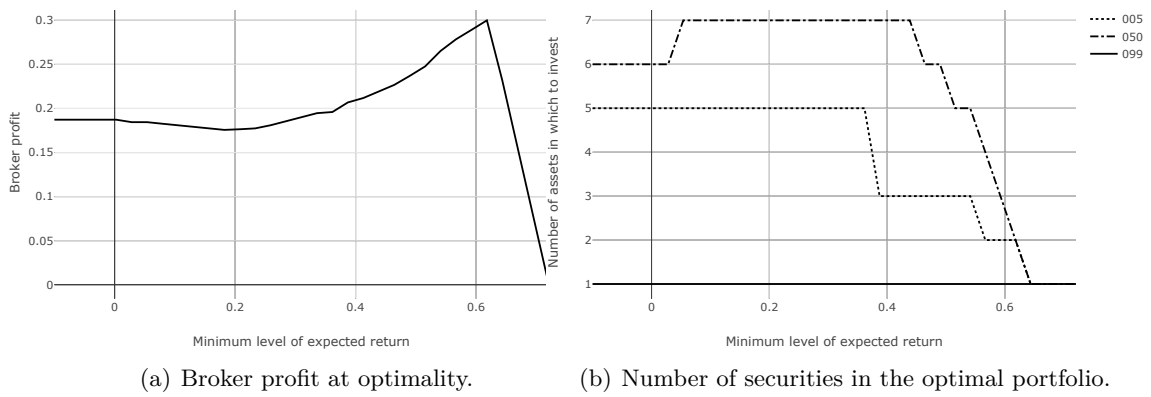 0.3
0.25
0.2
0.15
0.1
0.05
0
Broker profit
0 0.2 0.4 0.6
Minimum level of expected return
(a) Broker profit at optimality.
7
6
5
4
3
2
1
Number of assets in which to invest
0 0.2 0.4 0.6
Minimum level of expected return
005
050
099
(b) Number of securities in the optimal portfolio.